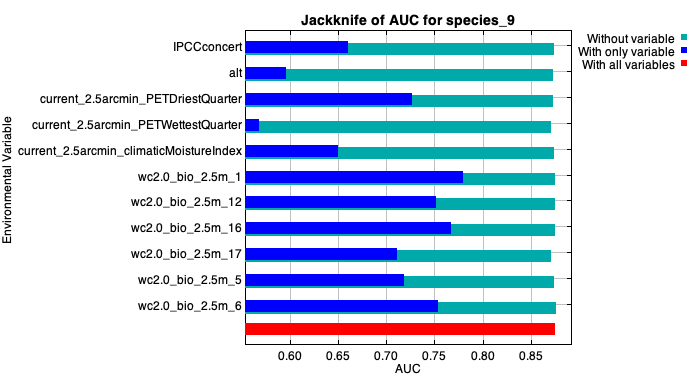 Jackknife of AUC for species_9
Without variable
With only variable
With all variables
Environmental Variable
IPCCconcert
alt
current_2.5arcmin_PETDriestQuarter
current_2.5arcmin_PETWettestQuarter
current_2.5arcmin_climaticMoistureIndex
wc2.0_bio_2.5m_1
wc2.0_bio_2.5m_12
wc2.0_bio_2.5m_16
wc2.0_bio_2.5m_17
wc2.0_bio_2.5m_5
wc2.0_bio_2.5m_6
0.60 0.65 0.70 0.75 0.80 0.85
AUC